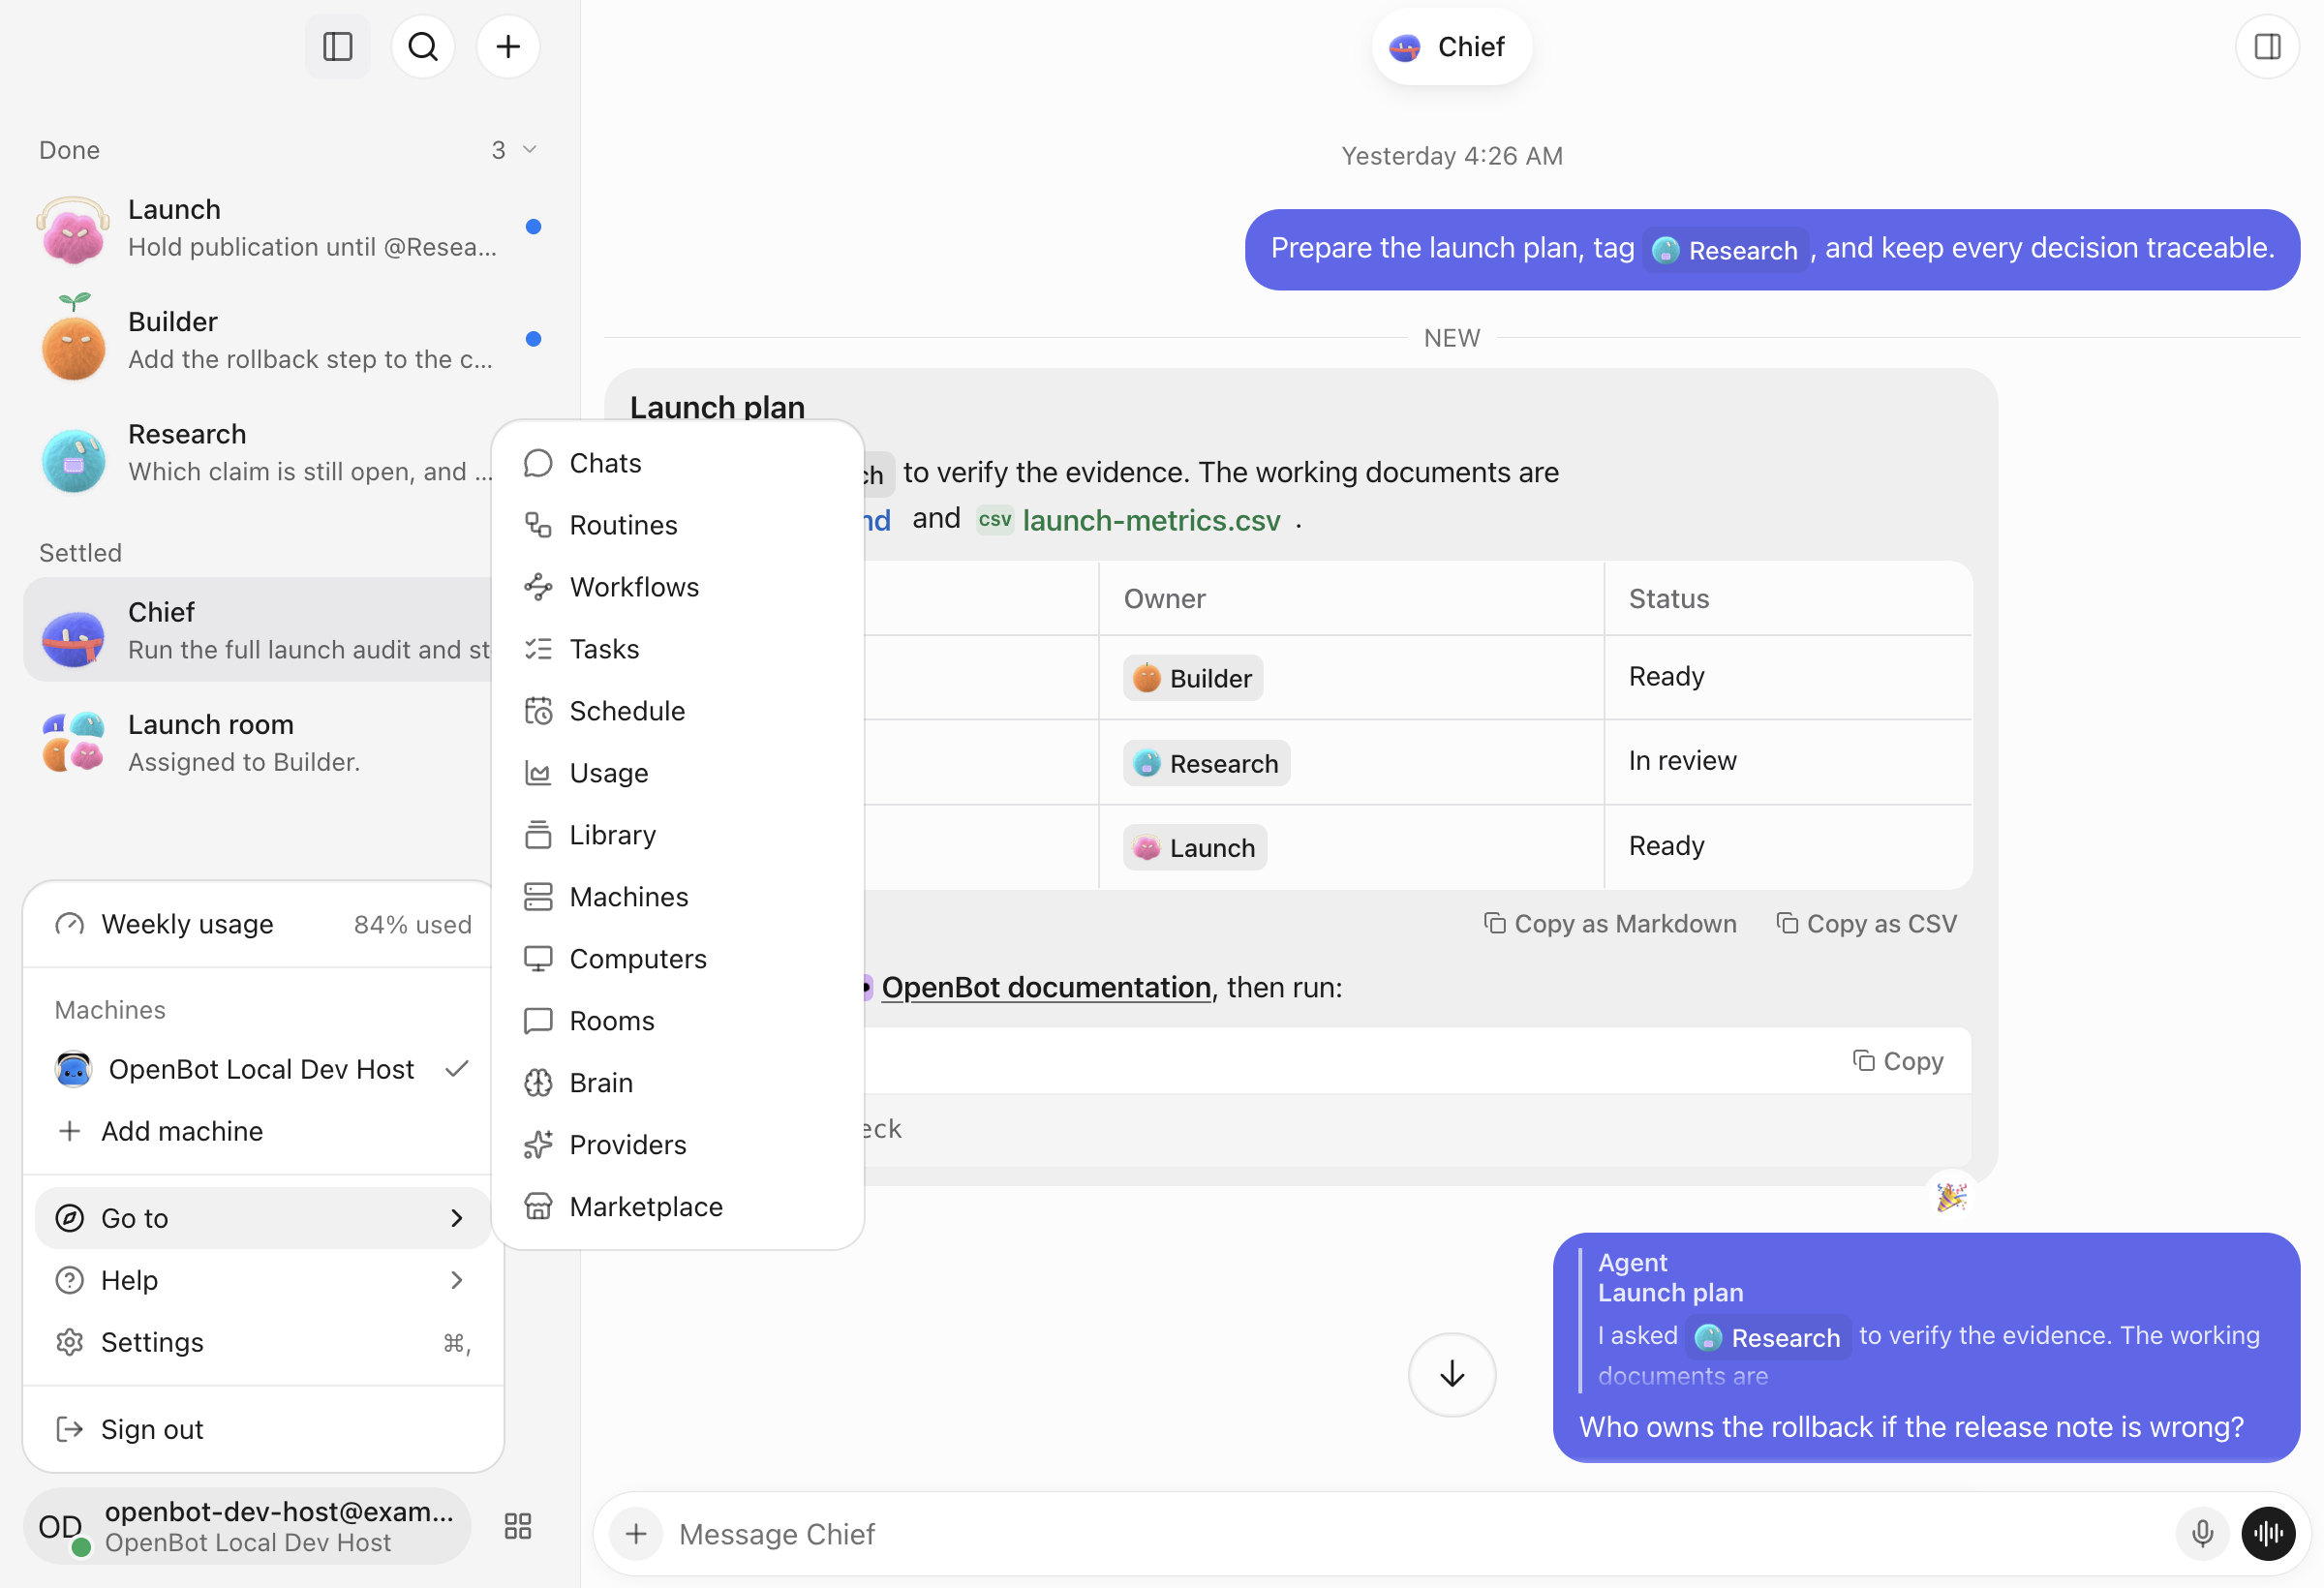 Done 3
Launch
Hold publication until @Resea...
Builder
Add the rollback step to the c...
Research
Which claim is still open, and ...
Settled
Chief
Run the full launch audit and st
Launch room
Assigned to Builder.
Weekly usage 84% used
Machines
OpenBot Local Dev Host
Add machine
Go to
Help
Settings ⌘,
Sign out
OD
openbot-dev-host@exam...
OpenBot Local Dev Host
Chats
Routines
Workflows
Tasks
Schedule
Usage
Library
Machines
Computers
Rooms
Brain
Providers
Marketplace
Chief
Yesterday 4:26 AM
Prepare the launch plan, tag Research, and keep every decision traceable.
NEW
Launch plan
ch to verify the evidence. The working documents are
md and csv launch-metrics.csv .
Owner Status
Builder Ready
Research In review
Launch Ready
Copy as Markdown Copy as CSV
OpenBot documentation, then run:
Copy
eck
Agent
Launch plan
I asked Research to verify the evidence. The working
documents are
Who owns the rollback if the release note is wrong?
Message Chief